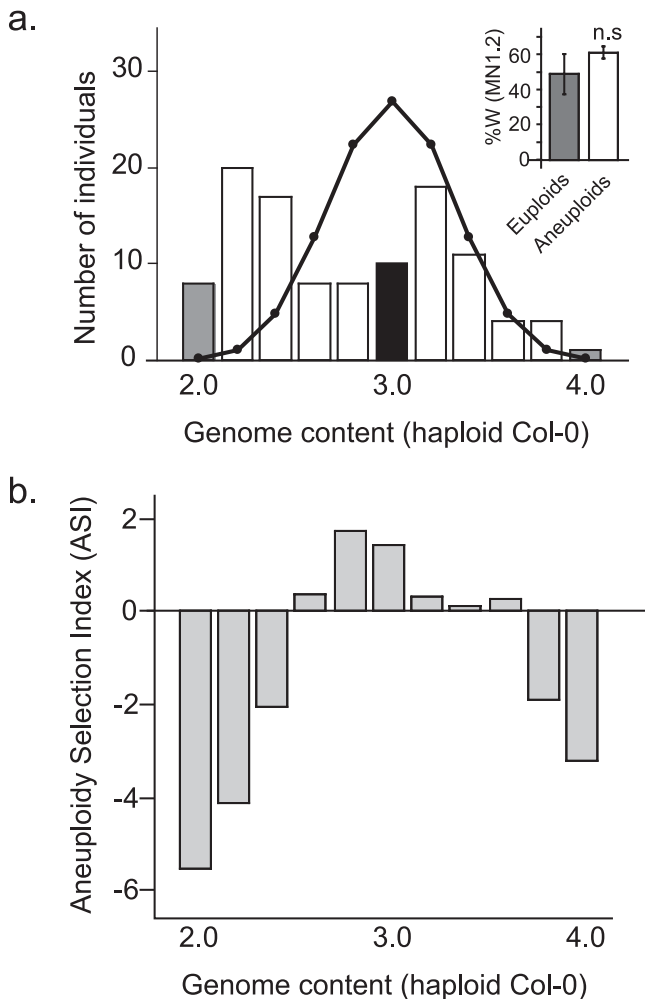 a.
Number of individuals
30
20
10
0
2.0 3.0 4.0
Genome content (haploid Col-0)
%W (MN1.2)
60
40
20
0
n.s
Euploids
Aneuploids
b.
Aneuploidy Selection Index (ASI)
2
0
-2
-4
-6
2.0 3.0 4.0
Genome content (haploid Col-0)